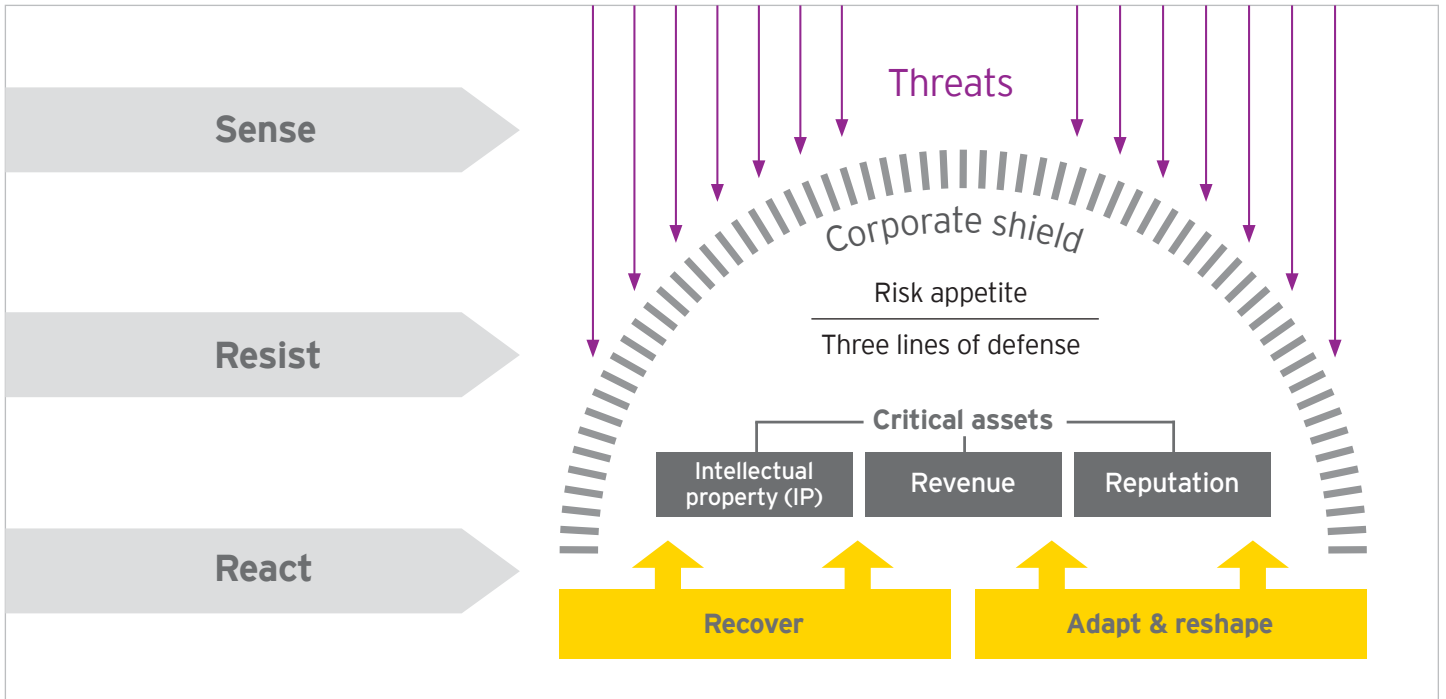 Threats
Sense
Corporate shield
Risk appetite
Resist
Three lines of defense
Critical assets
Intellectual
property (IP)
Revenue
Reputation
React
Recover
Adapt & reshape